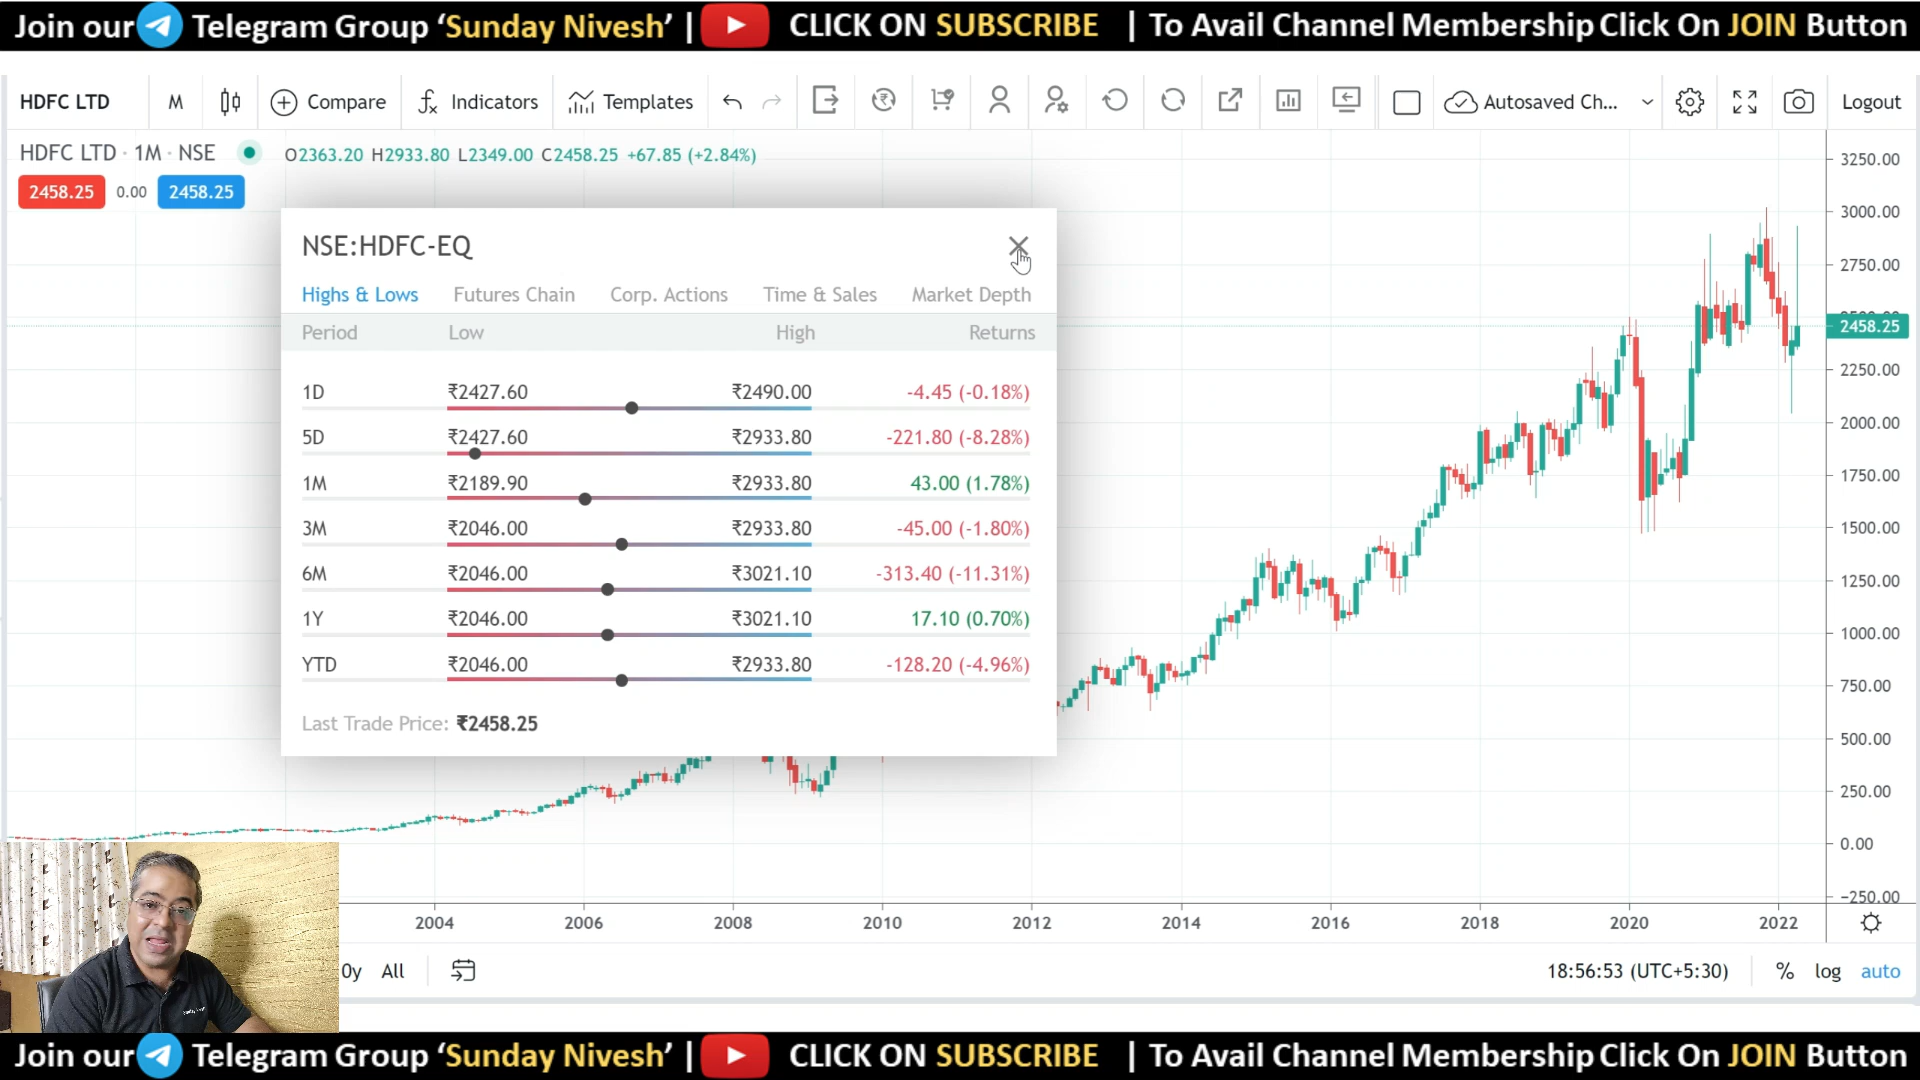 Join our Telegram Group ‘Sunday Nivesh’ | CLICK ON SUBSCRIBE | To Avail Channel Membership Click On JOIN Button
HDFC LTD M Compare Indicators Templates Autosaved Ch... Logout
HDFC LTD · 1M · NSE O2363.20 H2933.80 L2349.00 C2458.25 +67.85 (+2.84%)
2458.25 0.00 2458.25
NSE:HDFC-EQ
Highs & Lows Futures Chain Corp. Actions Time & Sales Market Depth
Period Low High Returns
1D ₹2427.60 ₹2490.00 -4.45 (-0.18%)
5D ₹2427.60 ₹2933.80 -221.80 (-8.28%)
1M ₹2189.90 ₹2933.80 43.00 (1.78%)
3M ₹2046.00 ₹2933.80 -45.00 (-1.80%)
6M ₹2046.00 ₹3021.10 -313.40 (-11.31%)
1Y ₹2046.00 ₹3021.10 17.10 (0.70%)
YTD ₹2046.00 ₹2933.80 -128.20 (-4.96%)
Last Trade Price: ₹2458.25
3250.00
3000.00
2750.00
2458.25
2250.00
2000.00
1750.00
1500.00
1250.00
1000.00
750.00
500.00
250.00
0.00
−250.00
2004 2006 2008 2010 2012 2014 2016 2018 2020 2022
0y All 18:56:53 (UTC+5:30) % log auto
Join our Telegram Group ‘Sunday Nivesh’ | CLICK ON SUBSCRIBE | To Avail Channel Membership Click On JOIN Button